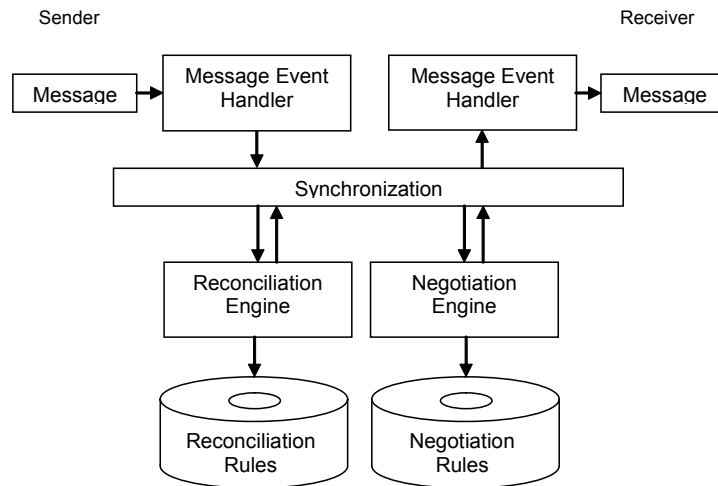 Sender
Receiver
Message
Message Event
Handler
Message Event
Handler
Message
Synchronization
Reconciliation
Engine
Negotiation
Engine
Reconciliation
Rules
Negotiation
Rules